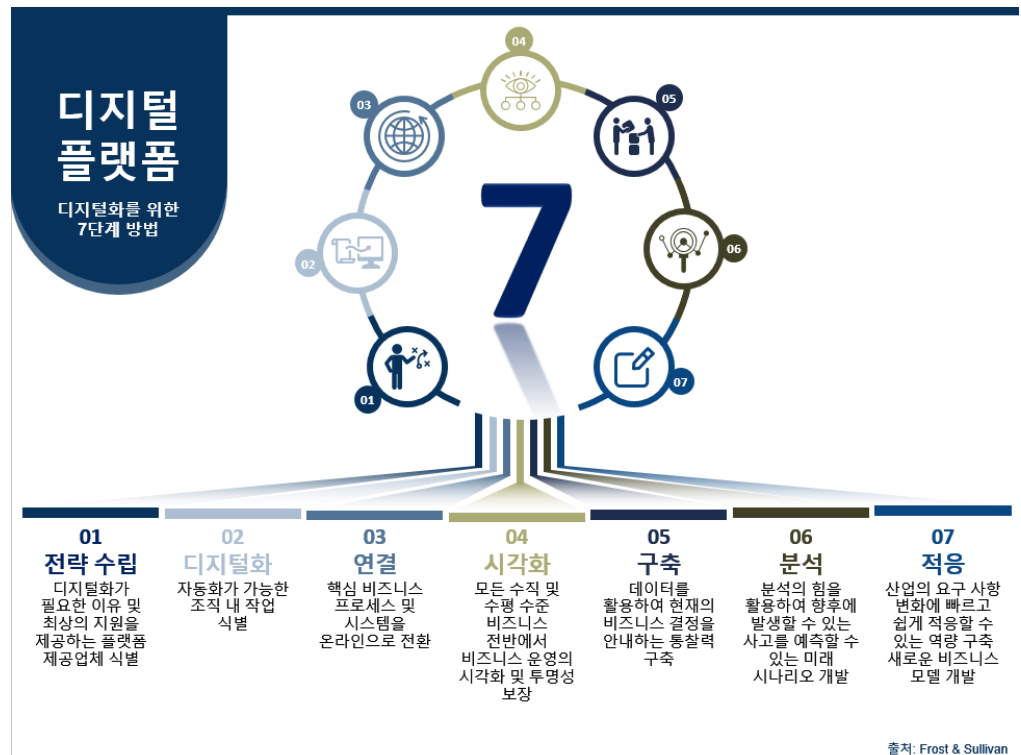 디지털
플랫폼
디지털화를 위한
7단계 방법
04
03
05
7
02
06
01
07
01
전략 수립
디지털화가
필요한 이유 및
최상의 지원을
제공하는 플랫폼
제공업체 식별
02
디지털화
자동화가 가능한
조직 내 작업
식별
03
연결
핵심 비즈니스
프로세스 및
시스템을
온라인으로 전환
04
시각화
모든 수직 및
수평 수준
비즈니스
전반에서
비즈니스 운영의
시각화 및 투명성
보장
05
구축
데이터를
활용하여 현재의
비즈니스 결정을
안내하는 통찰력
구축
06
분석
분석의 힘을
활용하여 향후에
발생할 수 있는
사고를 예측할 수
있는 미래
시나리오 개발
07
적응
산업의 요구 사항
변화에 빠르고
쉽게 적응할 수
있는 역량 구축
새로운 비즈니스
모델 개발
출처: Frost & Sullivan